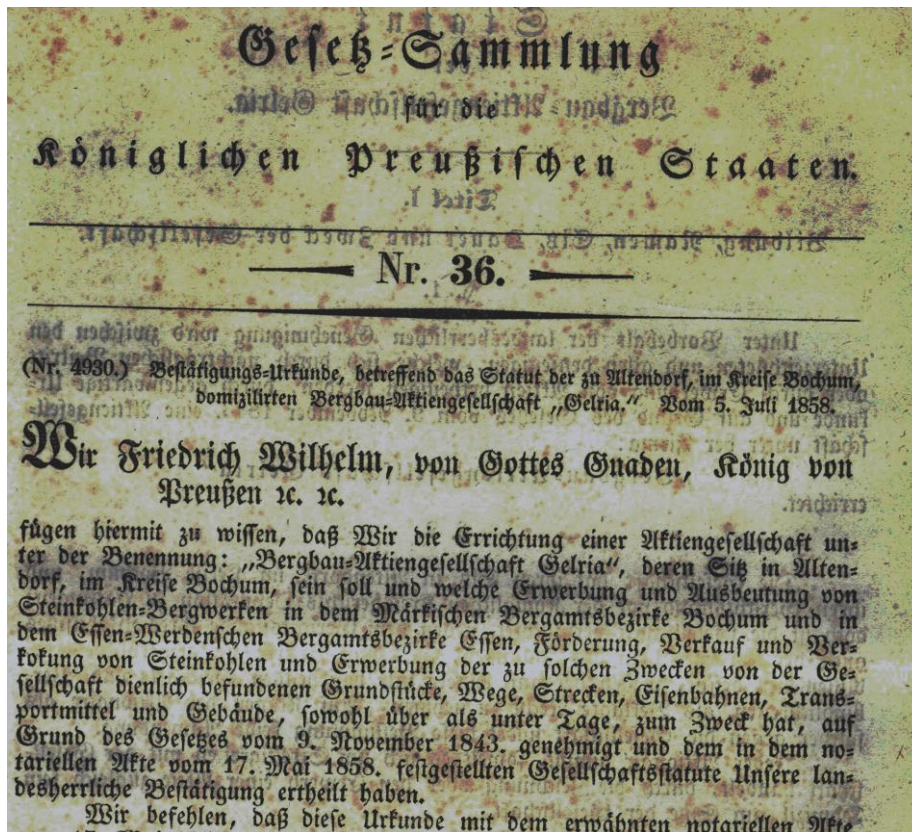 Gesetz-Sammlung
für die
Königlichen Preußischen Staaten.
Nr. 36.
(Nr. 4930.) Bestätigungs-Urkunde, betreffend das Statut der zu Altendorf, im Kreise Bochum,
domizilirten Bergbau-Aktiengesellschaft „Gelria.“ Vom 5. Juli 1858.
Wir Friedrich Wilhelm, von Gottes Gnaden, König von
Preußen ꝛc. ꝛc.
fügen hiermit zu wissen, daß Wir die Errichtung einer Aktiengesellschaft un-
ter der Benennung: „Bergbau-Aktiengesellschaft Gelria“, deren Sitz in Alten-
dorf, im Kreise Bochum, sein soll und welche Erwerbung und Ausbeutung von
Steinkohlen-Bergwerken in dem Märkischen Bergamtsbezirke Bochum und in
dem Essen-Werdenschen Bergamtsbezirke Essen, Förderung, Verkauf und Ver-
kokung von Steinkohlen und Erwerbung der zu solchen Zwecken von der Ge-
sellschaft dienlich befundenen Grundstücke, Wege, Strecken, Eisenbahnen, Trans-
portmittel und Gebäude, sowohl über als unter Tage, zum Zweck hat, auf
Grund des Gesetzes vom 9. November 1843. genehmigt und dem in dem no-
tariellen Akte vom 17. Mai 1858. festgestellten Gesellschaftsstatute Unsere lan-
desherrliche Bestätigung ertheilt haben.
Wir befehlen, daß diese Urkunde mit dem erwähnten notariellen Akte